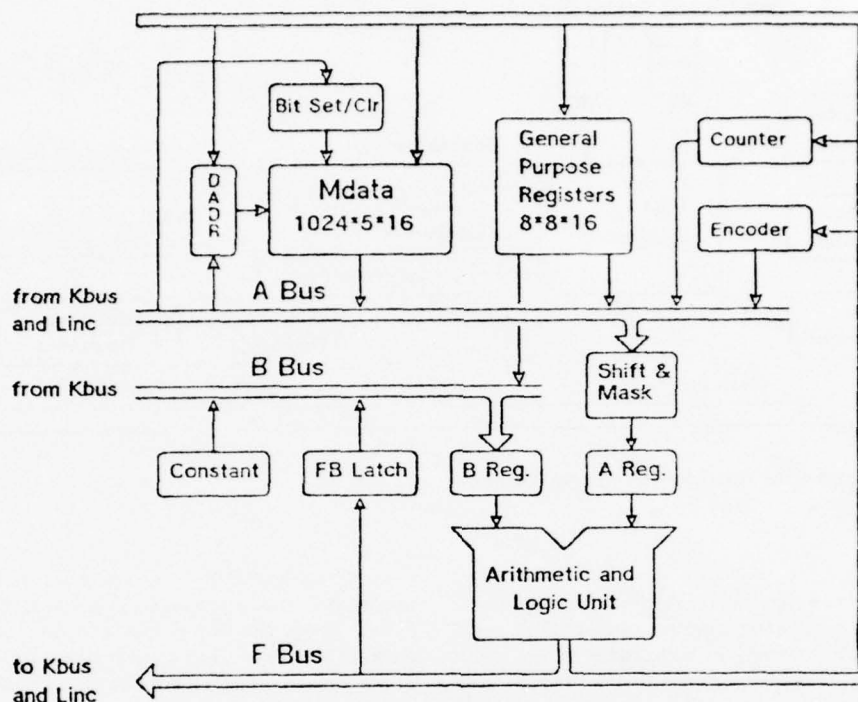 Bit Set/Clr
DADR
Mdata
1024*5*16
General
Purpose
Registers
8*8*16
Counter
Encoder
from Kbus
and Linc
A Bus
from Kbus
B Bus
Shift &
Mask
Constant
FB Latch
B Reg.
A Reg.
Arithmetic and
Logic Unit
to Kbus
and Linc
F Bus